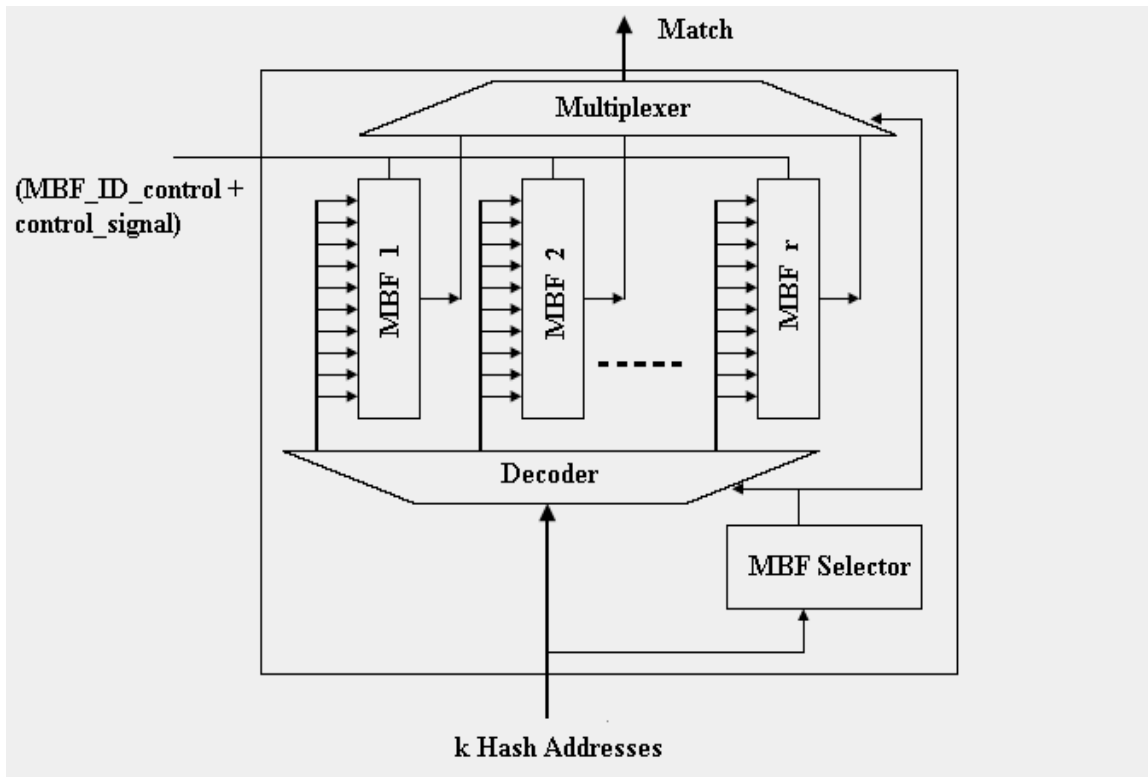 Match
Multiplexer
(MBF_ID_control +
control_signal)
MBF 1
MBF 2
MBF r
Decoder
MBF Selector
k Hash Addresses